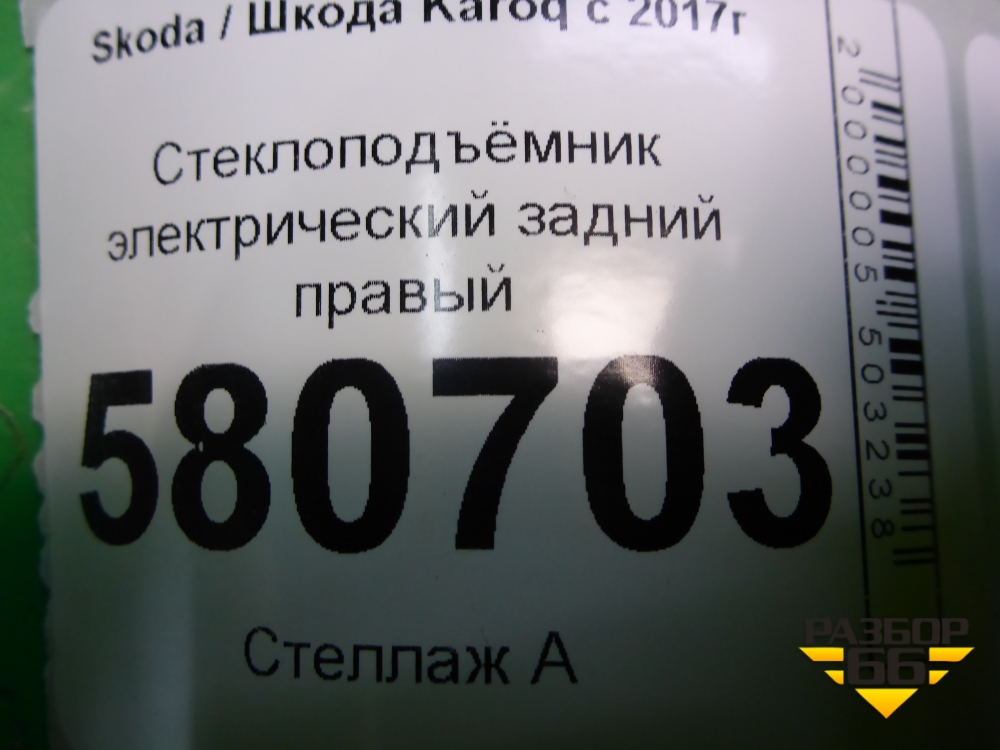 Skoda / Шкода Karoq с 2017г
Стеклоподъёмник
электрический задний
правый
580703
Стеллаж А
2000005503238
РАЗБОР
66